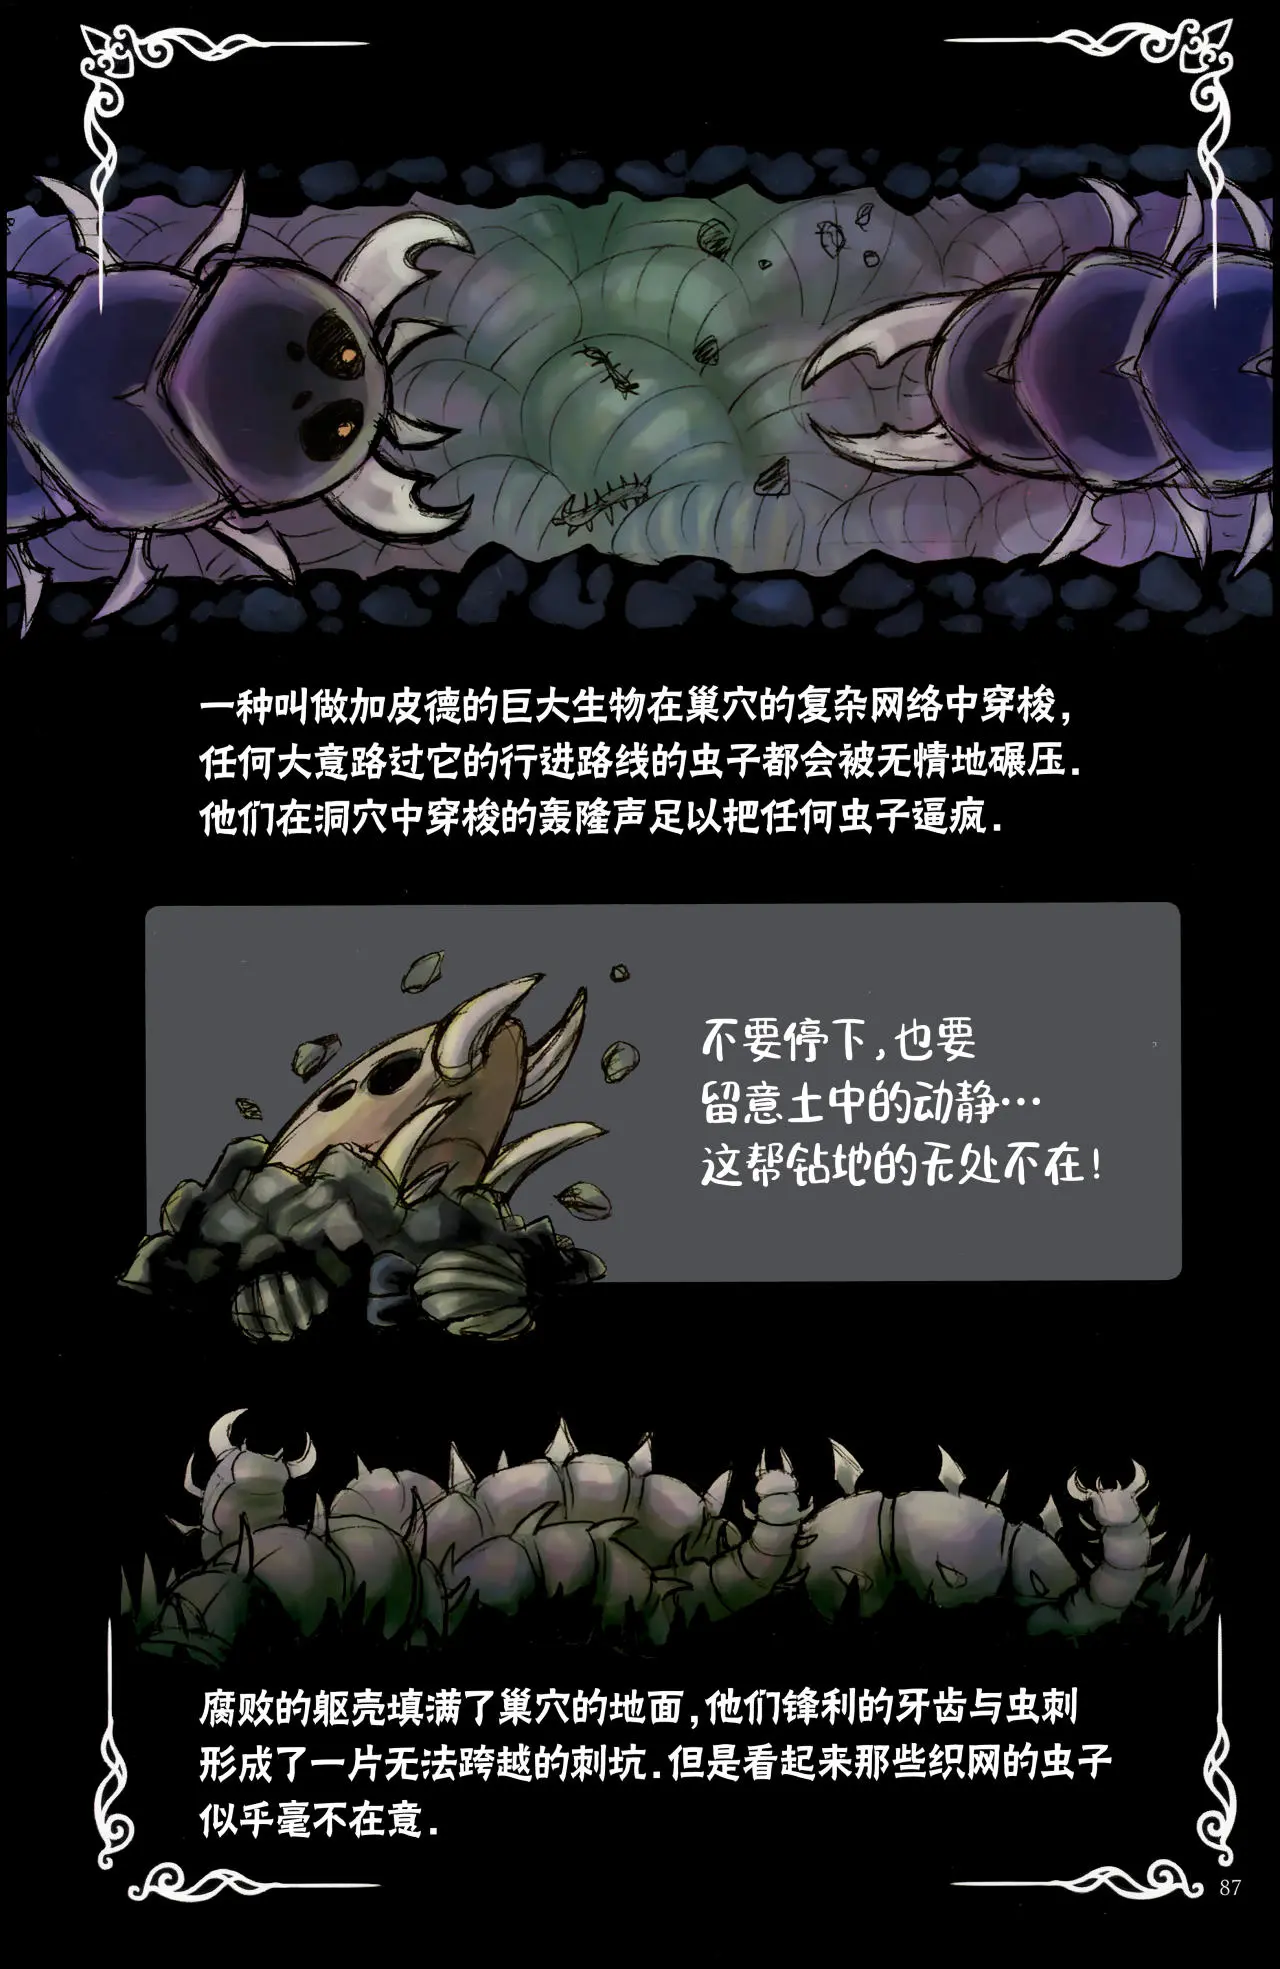 一种叫做加皮德的巨大生物在巢穴的复杂网络中穿梭，
任何大意路过它的行进路线的虫子都会被无情地碾压.
他们在洞穴中穿梭的轰隆声足以把任何虫子逼疯.
不要停下,也要
留意土中的动静…
这帮钻地的无处不在!
腐败的躯壳填满了巢穴的地面,他们锋利的牙齿与虫刺
形成了一片无法跨越的刺坑.但是看起来那些织网的虫子
似乎毫不在意.
87